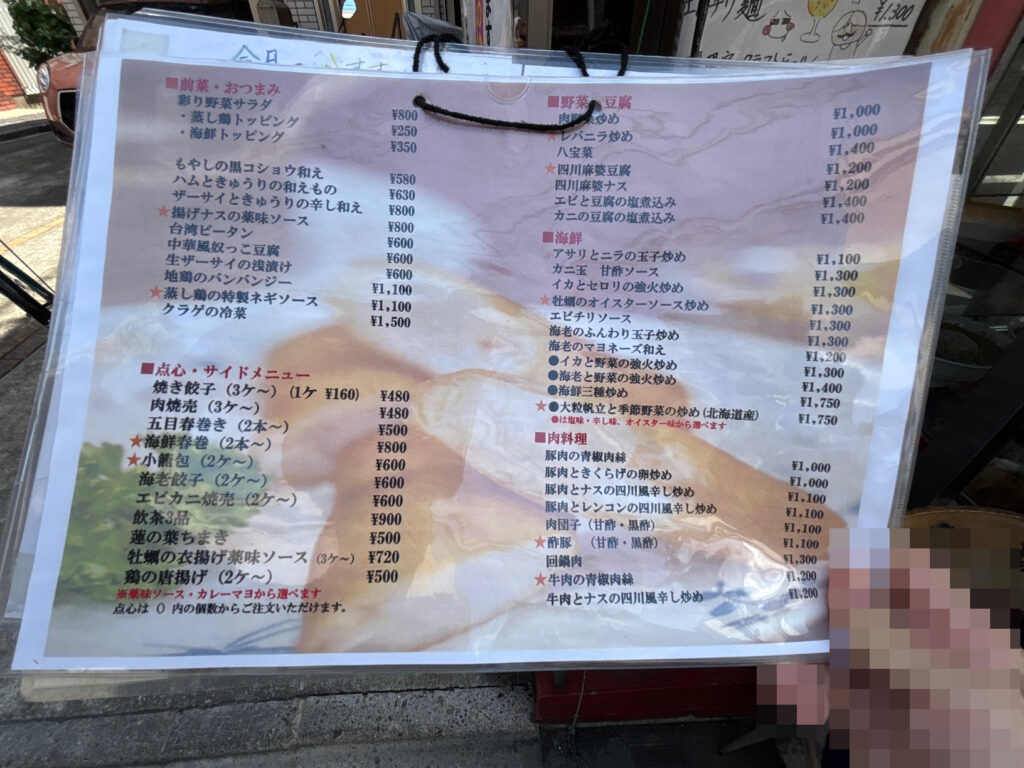 今日
¥1,300
■前菜・おつまみ
彩り野菜サラダ ¥800
・蒸し鶏トッピング ¥250
・海鮮トッピング ¥350
もやしの黒コショウ和え ¥580
ハムときゅうりの和えもの ¥630
ザーサイときゅうりの辛し和え ¥800
★揚げナスの薬味ソース ¥800
台湾ピータン ¥600
中華風奴っこ豆腐 ¥600
生ザーサイの浅漬け ¥600
地鶏のバンバンジー ¥1,100
★蒸し鶏の特製ネギソース ¥1,100
クラゲの冷菜 ¥1,500
■点心・サイドメニュー
焼き餃子（3ケ～）(1ケ ¥160) ¥480
肉焼売（3ケ～） ¥480
五目春巻き（2本～） ¥500
★海鮮春巻（2本～） ¥800
★小籠包（2ケ～） ¥600
海老餃子（2ケ～） ¥600
エビカニ焼売（2ケ～） ¥600
飲茶3品 ¥900
蓮の葉ちまき ¥500
牡蠣の衣揚げ薬味ソース（3ケ～） ¥720
鶏の唐揚げ（2ケ～） ¥500
※薬味ソース・カレーマヨから選べます
点心は（）内の個数からご注文いただけます。
■野菜・豆腐
炒め ¥1,000
★レバニラ炒め ¥1,000
八宝菜 ¥1,400
★四川麻婆豆腐 ¥1,200
四川麻婆ナス ¥1,200
エビと豆腐の塩煮込み ¥1,400
カニの豆腐の塩煮込み ¥1,400
■海鮮
アサリとニラの玉子炒め ¥1,100
カニ玉 甘酢ソース ¥1,300
イカとセロリの強火炒め ¥1,300
★牡蠣のオイスターソース炒め ¥1,300
エビチリソース ¥1,300
海老のふんわり玉子炒め ¥1,300
海老のマヨネーズ和え ¥1,200
●イカと野菜の強火炒め ¥1,300
●海老と野菜の強火炒め ¥1,400
●海鮮三種炒め ¥1,750
★●大粒帆立と季節野菜の炒め(北海道産) ¥1,750
●は塩味・辛し味、オイスター味から選べます
■肉料理
豚肉の青椒肉絲 ¥1,000
豚肉ときくらげの卵炒め ¥1,000
豚肉とナスの四川風辛し炒め ¥1,100
豚肉とレンコンの四川風辛し炒め ¥1,100
肉団子（甘酢・黒酢） ¥1,100
★酢豚 （甘酢・黒酢） ¥1,100
回鍋肉 ¥1,300
★牛肉の青椒肉絲 ¥1,200
牛肉とナスの四川風辛し炒め ¥1,200